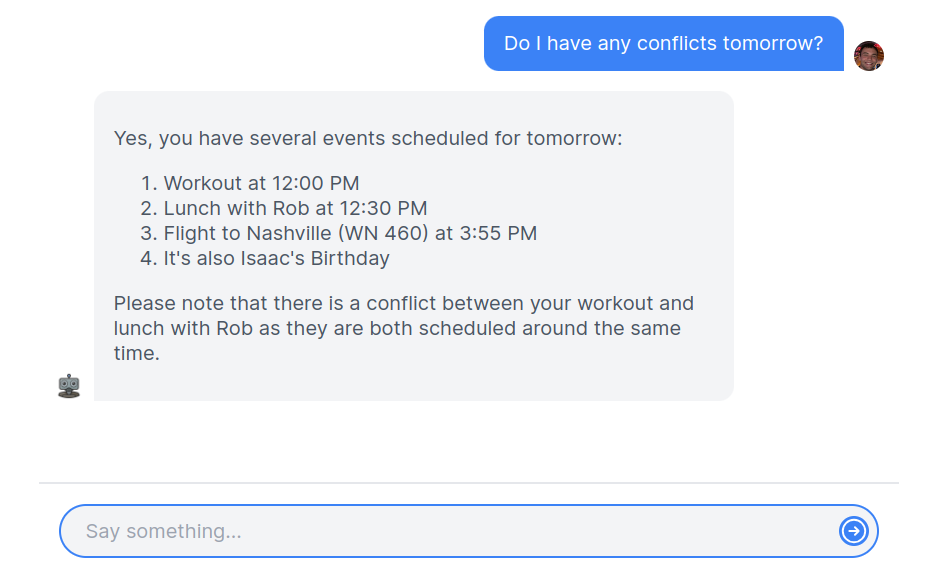 Do I have any conflicts tomorrow?
Yes, you have several events scheduled for tomorrow:
1. Workout at 12:00 PM
2. Lunch with Rob at 12:30 PM
3. Flight to Nashville (WN 460) at 3:55 PM
4. It's also Isaac's Birthday
Please note that there is a conflict between your workout and
lunch with Rob as they are both scheduled around the same
time.
Say something...